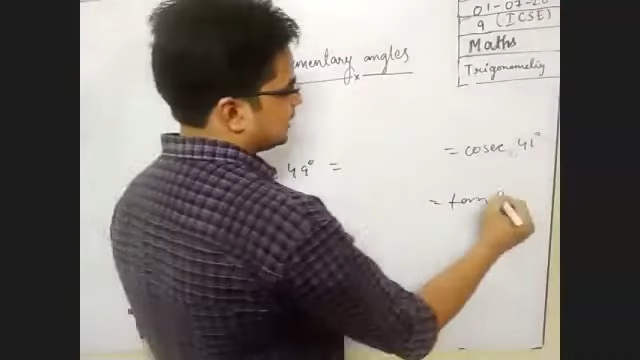 01-07-20
9 (ICSE)
Maths
Trigonometry
mentary angles
49° =
= cosec 41°
= tan